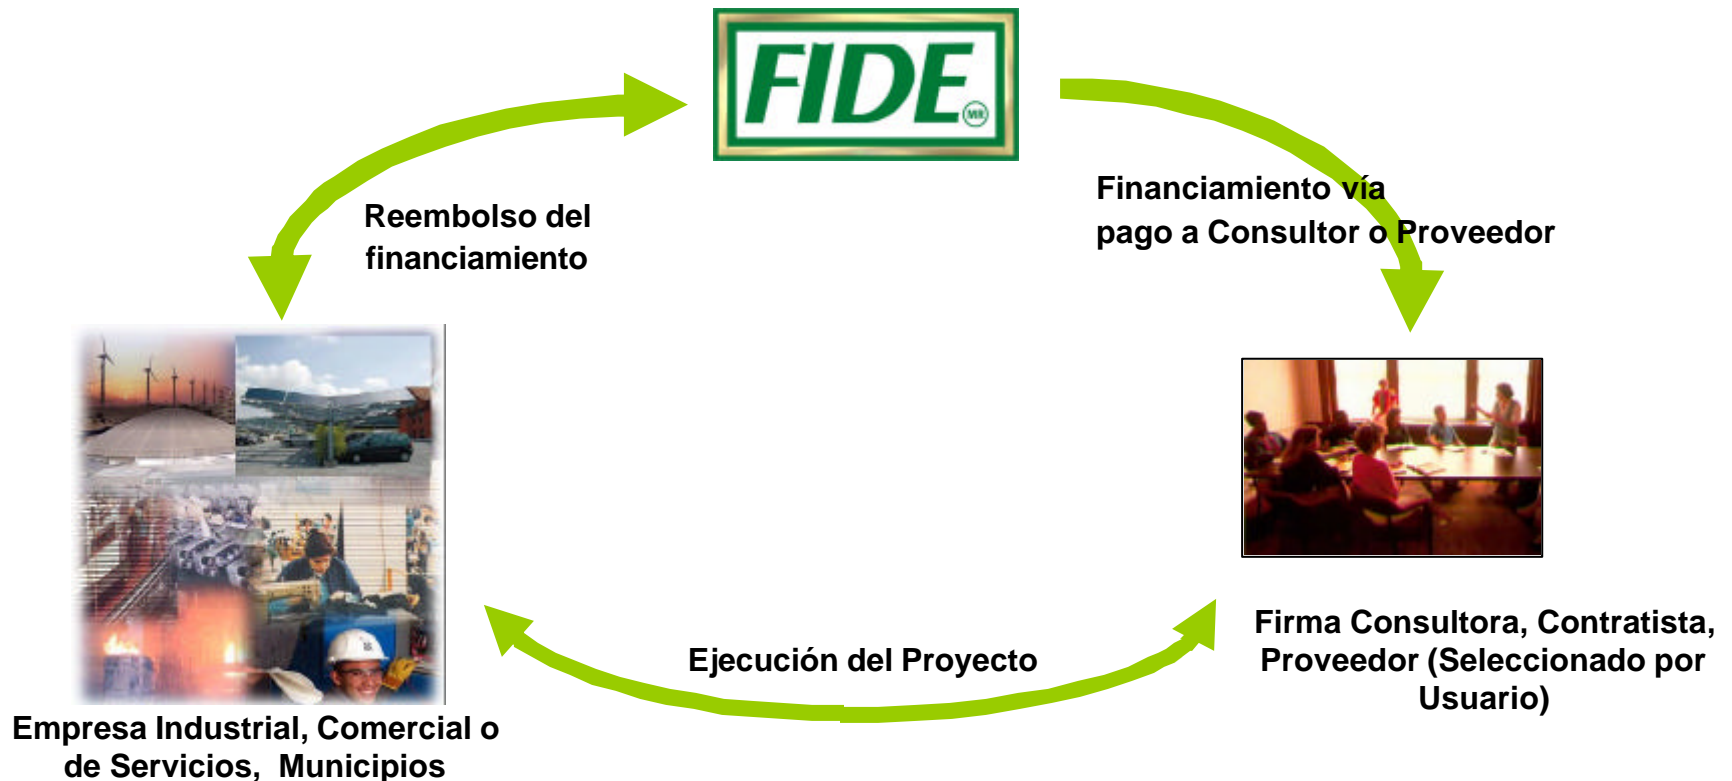 FIDE MR
Reembolso del
financiamiento
Financiamiento vía
pago a Consultor o Proveedor
Ejecución del Proyecto
Firma Consultora, Contratista,
Proveedor (Seleccionado por
Usuario)
Empresa Industrial, Comercial o
de Servicios, Municipios